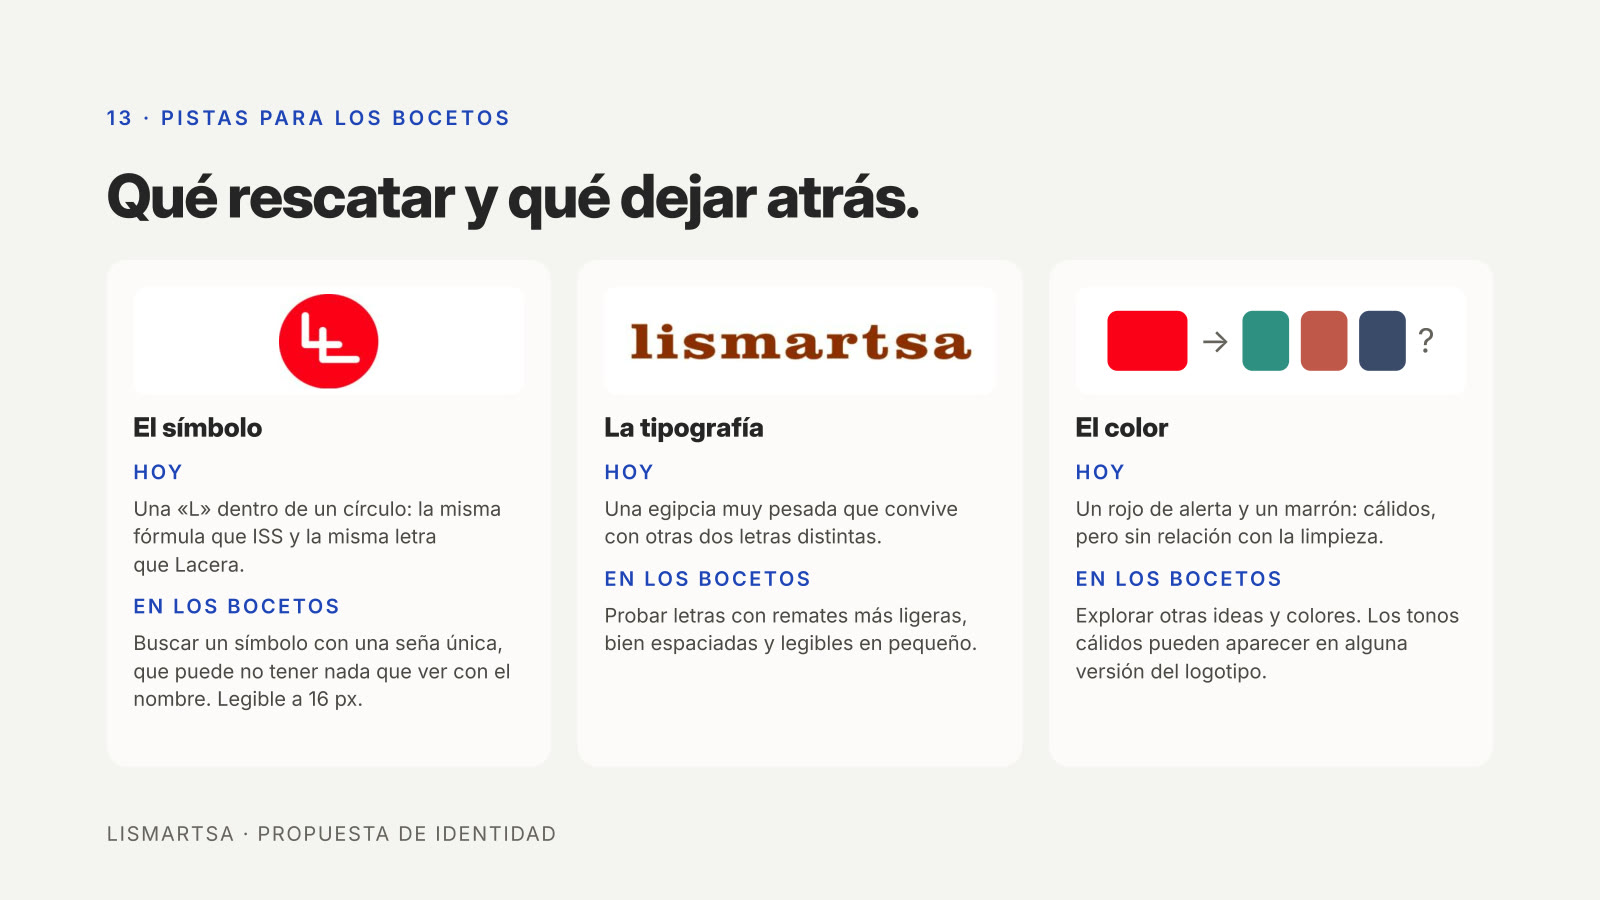 13 · PISTAS PARA LOS BOCETOS
Qué rescatar y qué dejar atrás.
El símbolo
HOY
Una «L» dentro de un círculo: la misma
fórmula que ISS y la misma letra
que Lacera.
EN LOS BOCETOS
Buscar un símbolo con una seña única,
que puede no tener nada que ver con el
nombre. Legible a 16 px.
lismartsa
La tipografía
HOY
Una egipcia muy pesada que convive
con otras dos letras distintas.
EN LOS BOCETOS
Probar letras con remates más ligeras,
bien espaciadas y legibles en pequeño.
→ ?
El color
HOY
Un rojo de alerta y un marrón: cálidos,
pero sin relación con la limpieza.
EN LOS BOCETOS
Explorar otras ideas y colores. Los tonos
cálidos pueden aparecer en alguna
versión del logotipo.
LISMARTSA · PROPUESTA DE IDENTIDAD